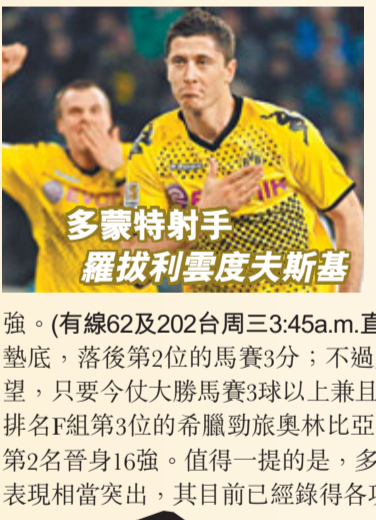 多蒙特射手
羅拔利雲度夫斯基
強。(有線62及202台周三3:45a.m.直
墊底，落後第2位的馬賽3分；不過
望，只要今仗大勝馬賽3球以上兼且
排名F組第3位的希臘勁旅奧林比亞
第2名晉身16強。值得一提的是，多
表現相當突出，其目前已經錄得各項